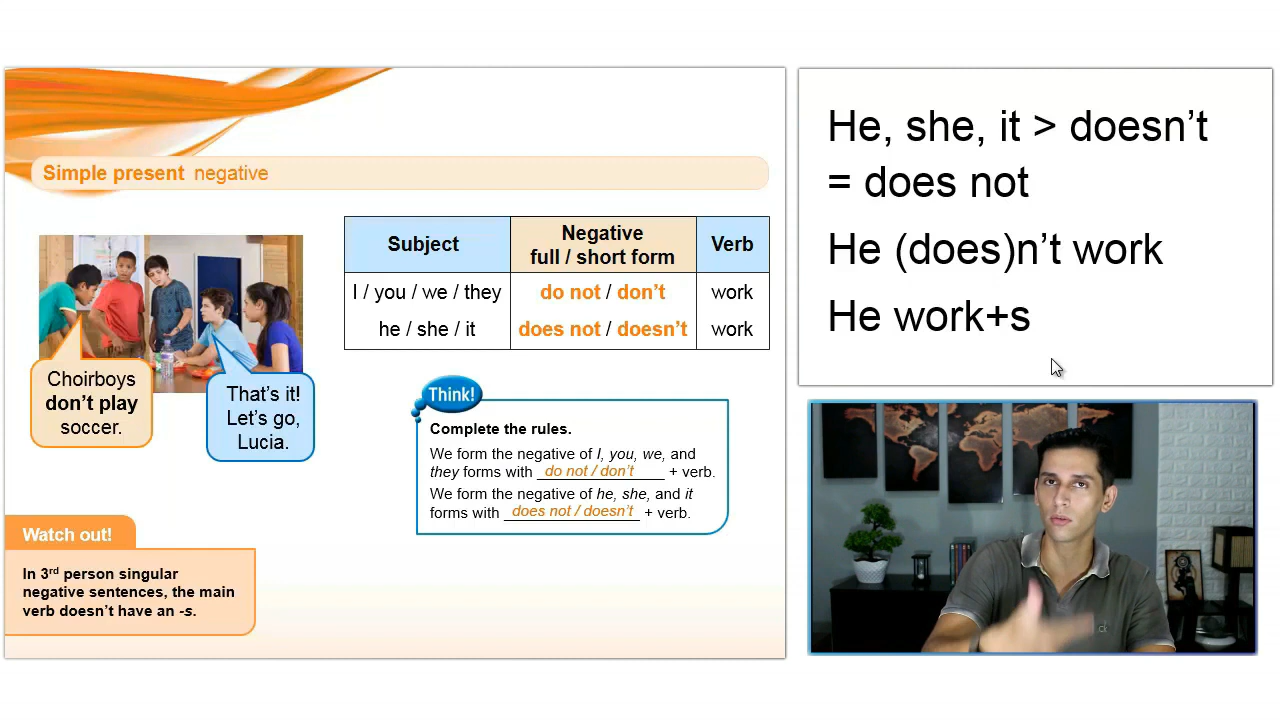 Simple present negative
Subject
Negative
full / short form
Verb
I / you / we / they
do not / don't
work
he / she / it
does not / doesn't
work
Choirboys
don't play
soccer.
That's it!
Let's go,
Lucia.
Think!
Complete the rules.
We form the negative of I, you, we, and
they forms with do not / don't + verb.
We form the negative of he, she, and it
forms with does not / doesn't + verb.
Watch out!
In 3rd person singular
negative sentences, the main
verb doesn't have an -s.
He, she, it > doesn't
= does not
He (does)n't work
He work+s